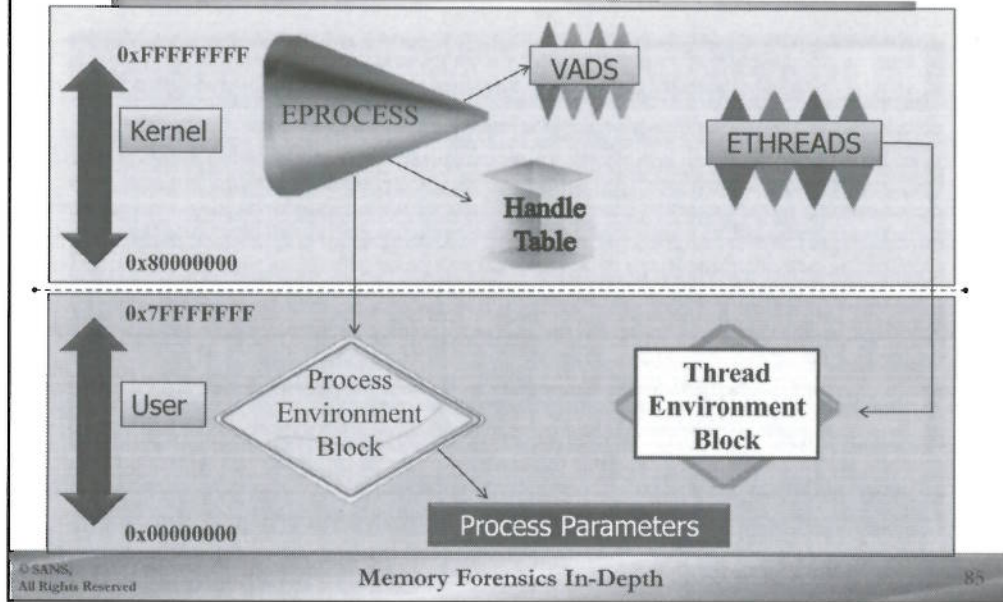 0xFFFFFFFF
Kernel
EPROCESS
VADS
ETHREADS
Handle
Table
0x80000000
0x7FFFFFFF
User
Process
Environment
Block
Thread
Environment
Block
0x00000000
Process Parameters
© SANS,
All Rights Reserved
Memory Forensics In-Depth
85